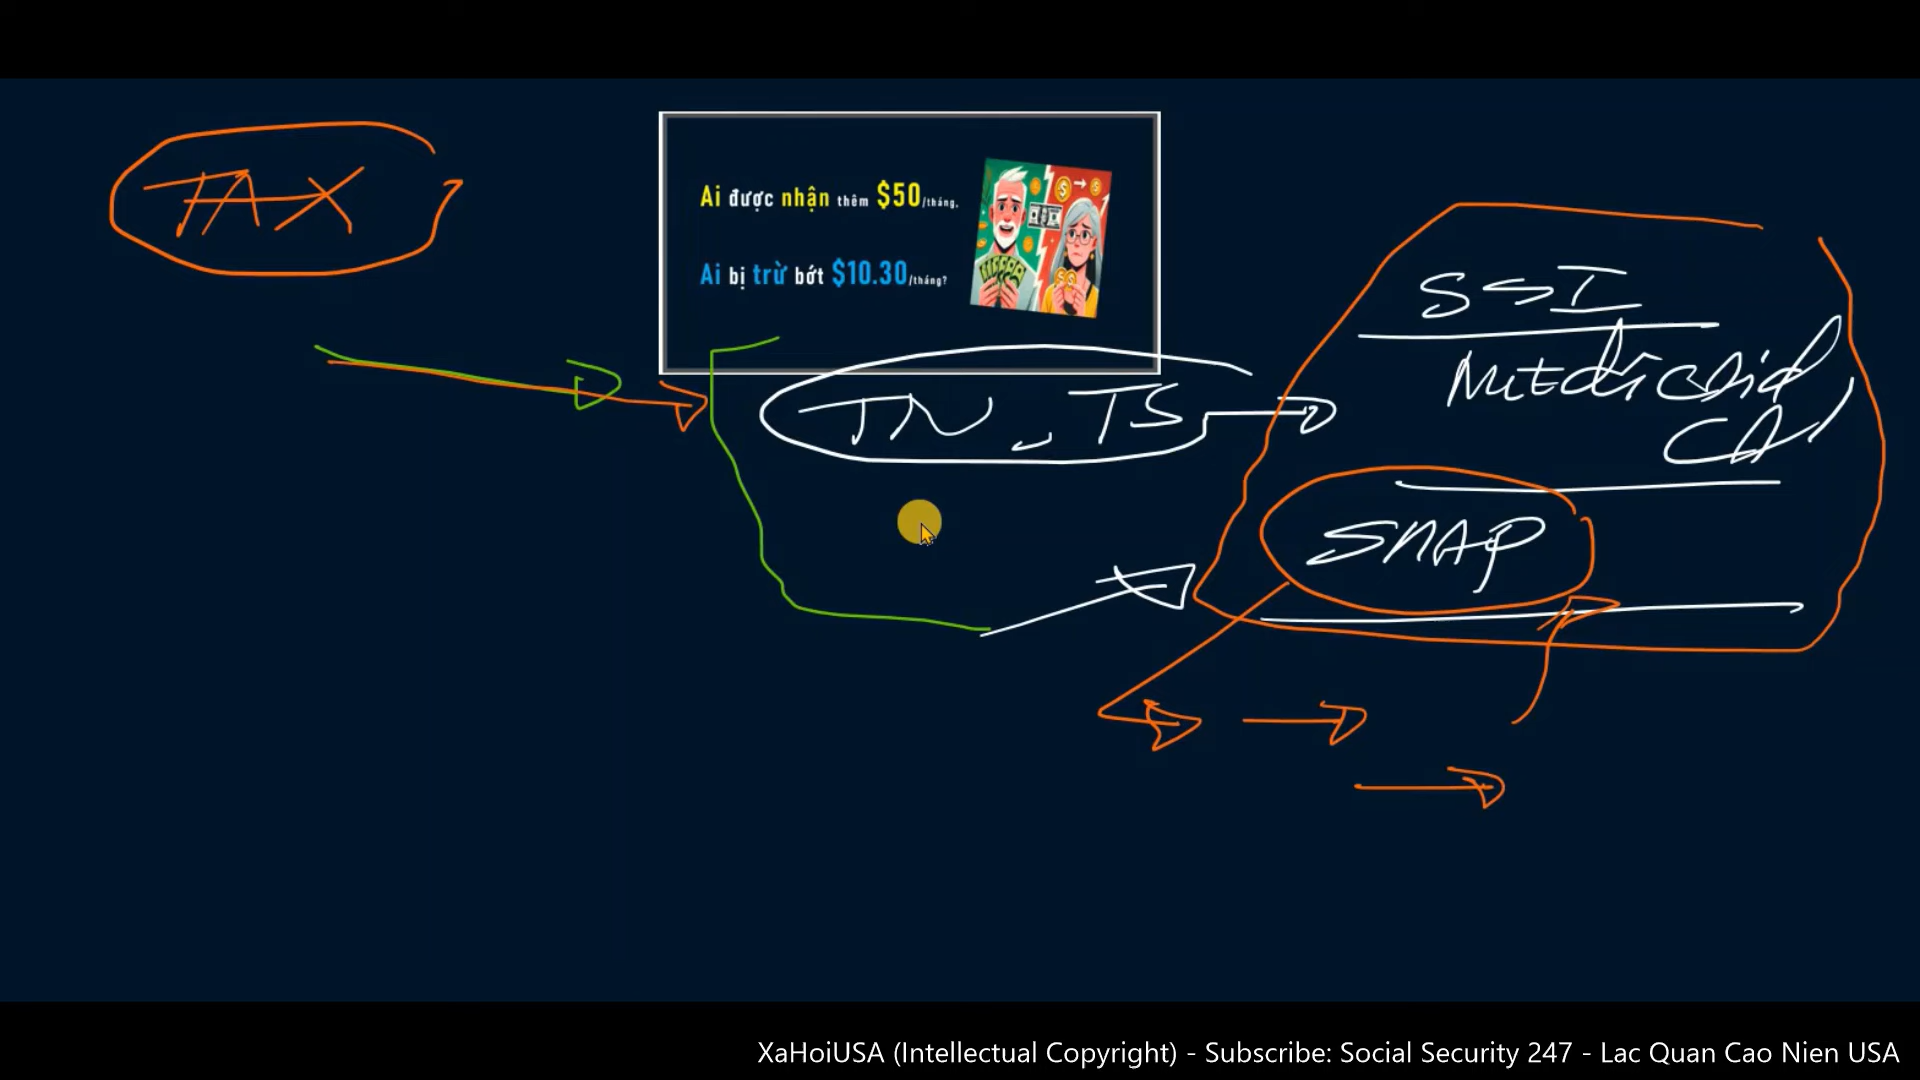 TAX
Ai được nhận thêm $50/tháng.
Ai bị trừ bớt $10.30/tháng?
TN, TS
SSI
Medicaid
CA
SNAP
XaHoiUSA (Intellectual Copyright) - Subscribe: Social Security 247 - Lac Quan Cao Nien USA